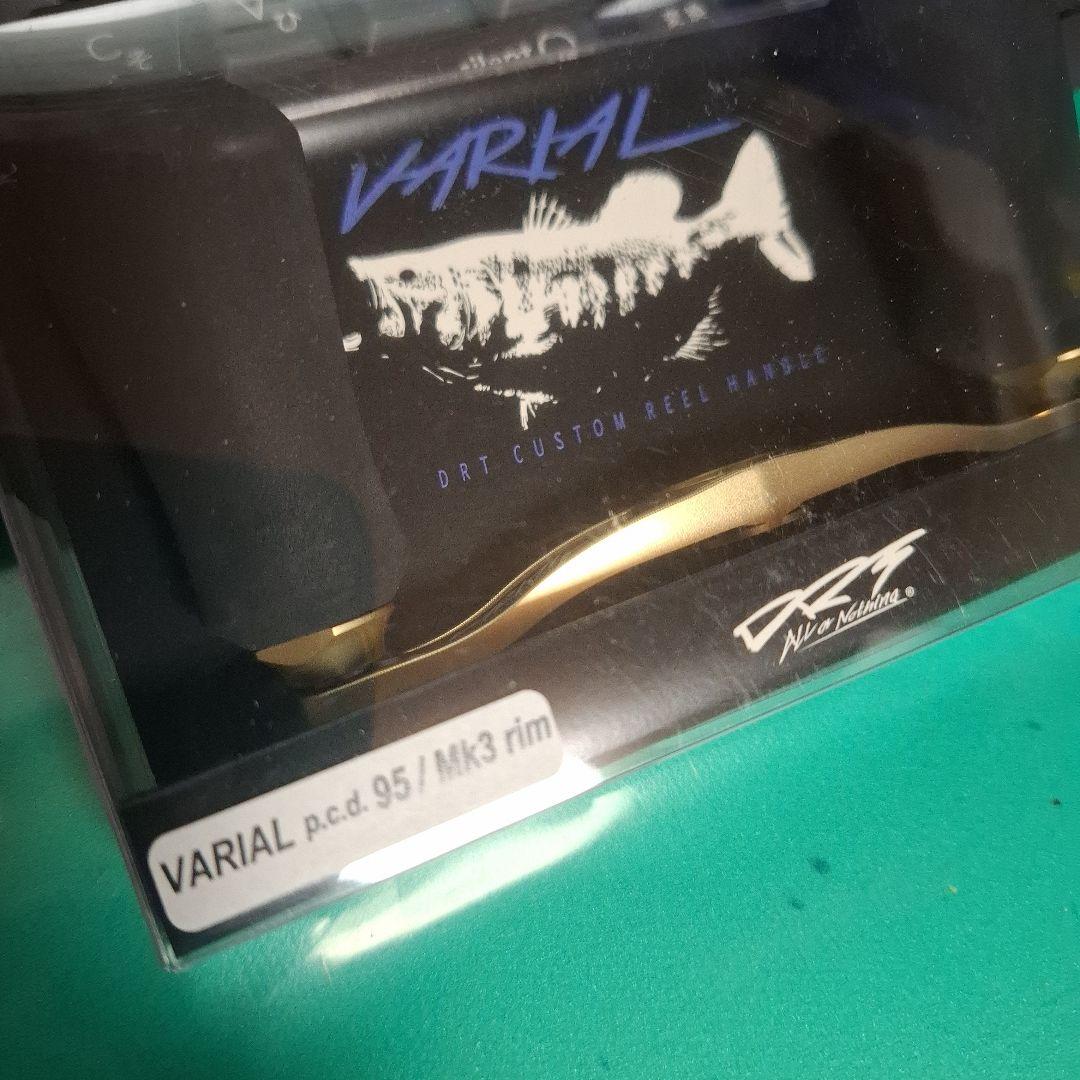 VARIAL
DRT CUSTOM REEL HANDLE
DRT
ALL or Nothing ®
VARIAL p.c.d. 95 / Mk3 rim